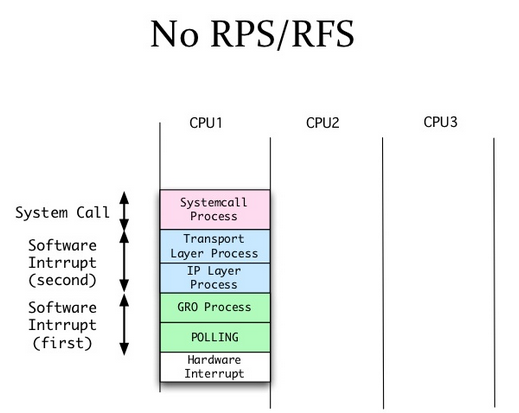 No RPS/RFS
CPU1
CPU2
CPU3
System Call
Systemcall
Process
Software
Intrrupt
(second)
Transport
Layer Process
IP Layer
Process
Software
Intrrupt
(first)
GRO Process
POLLING
Hardware
Interrupt